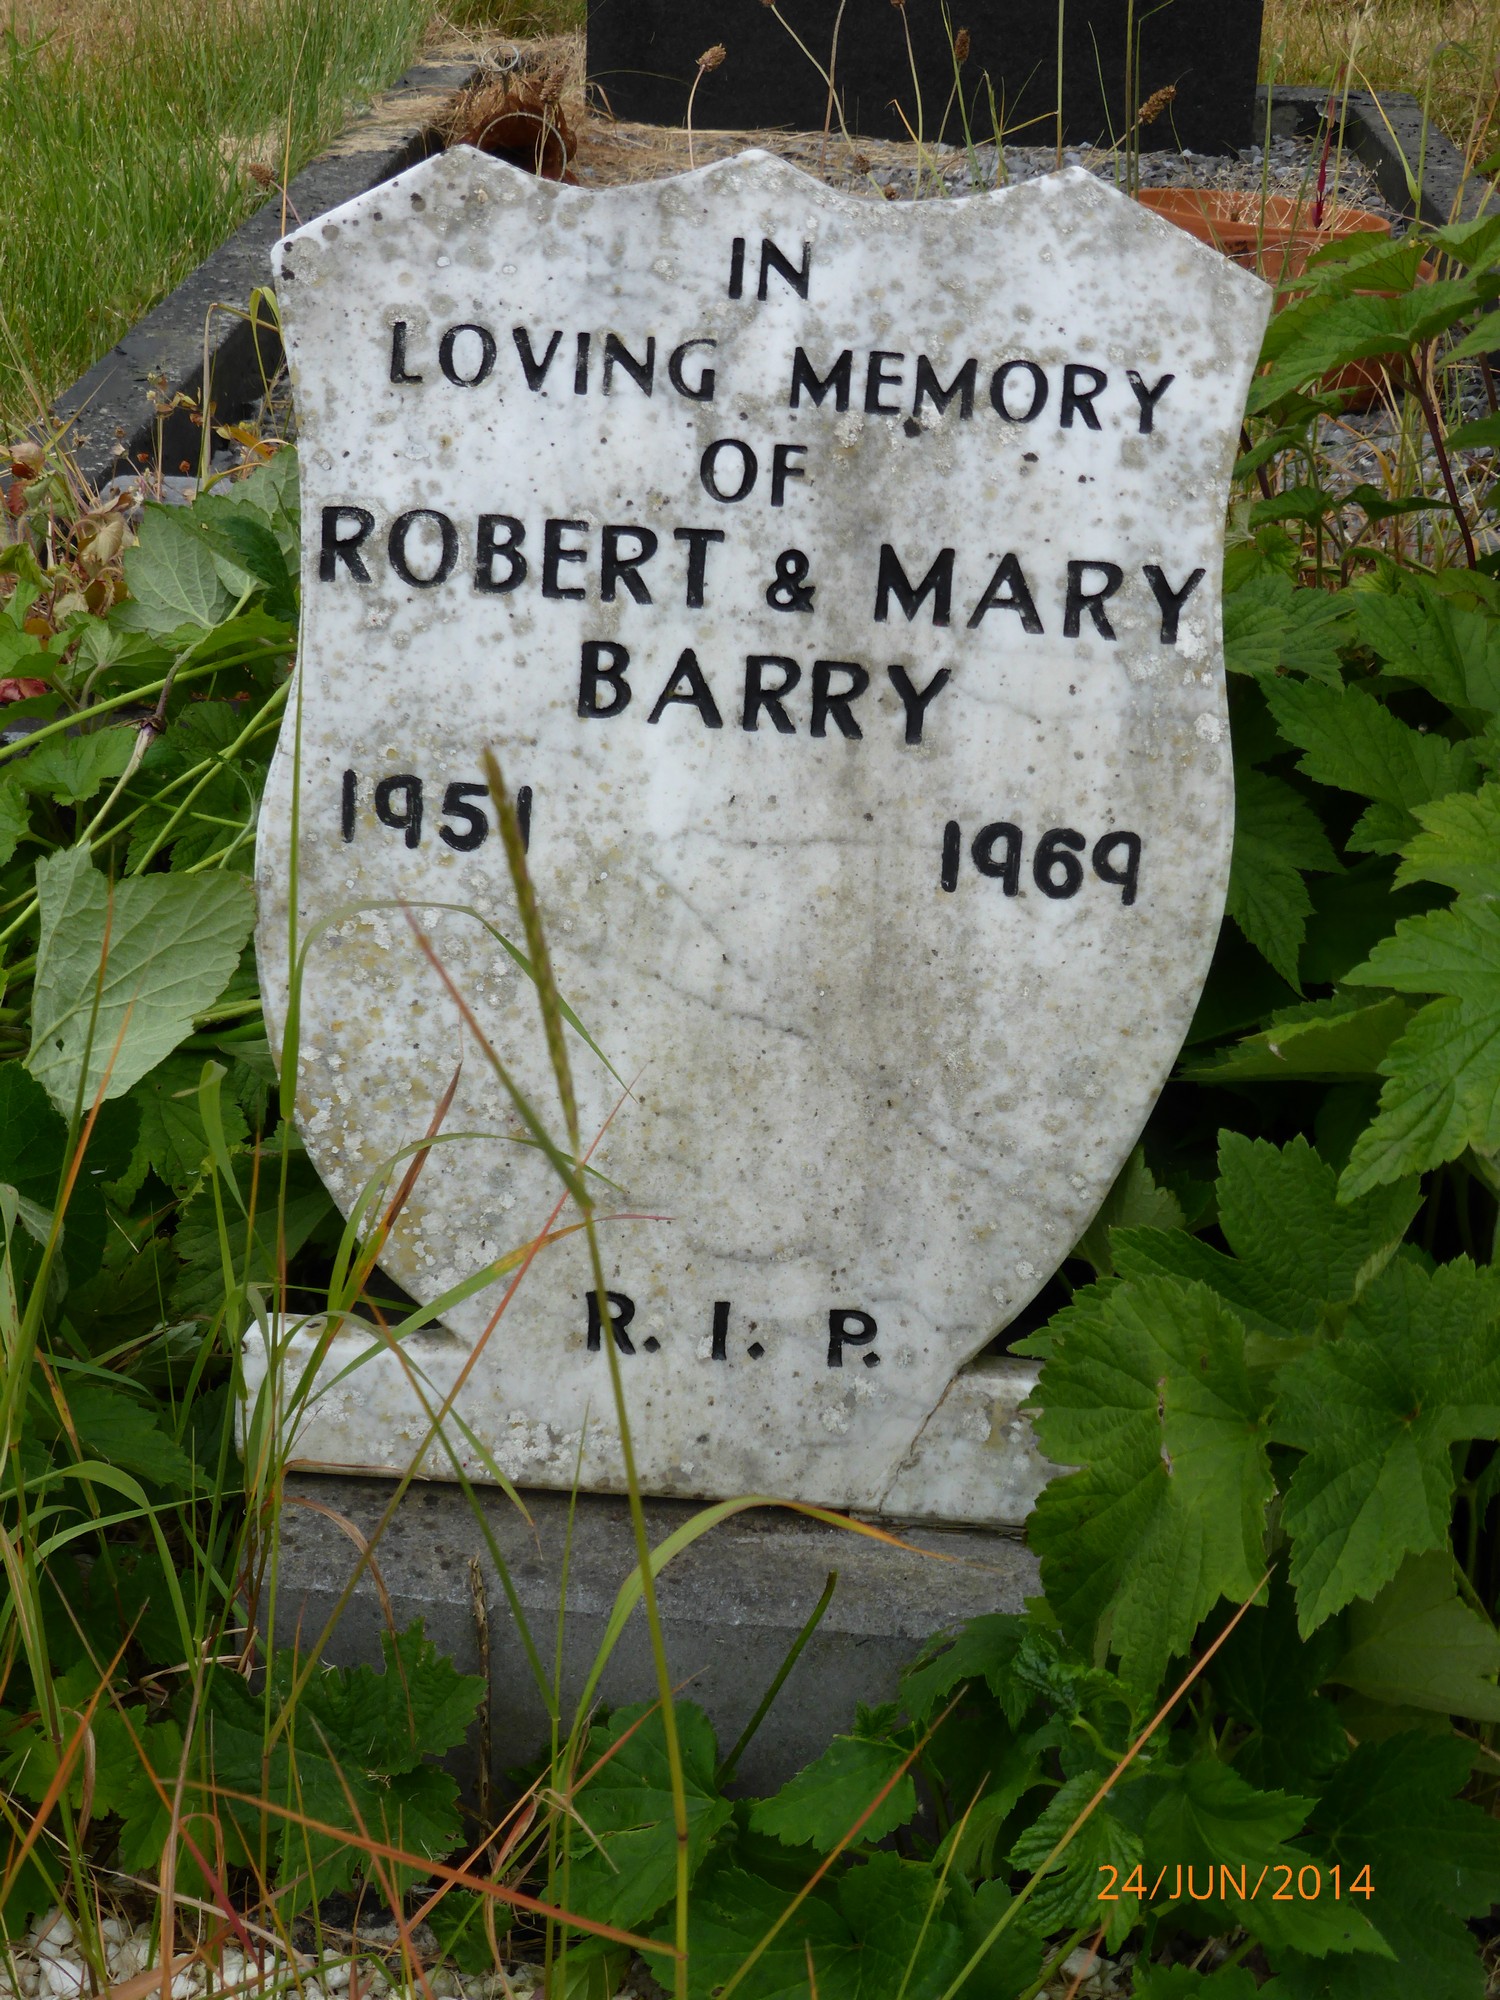 IN
LOVING MEMORY
OF
ROBERT & MARY
BARRY
1951 1969
R. I. P.
24/JUN/2014